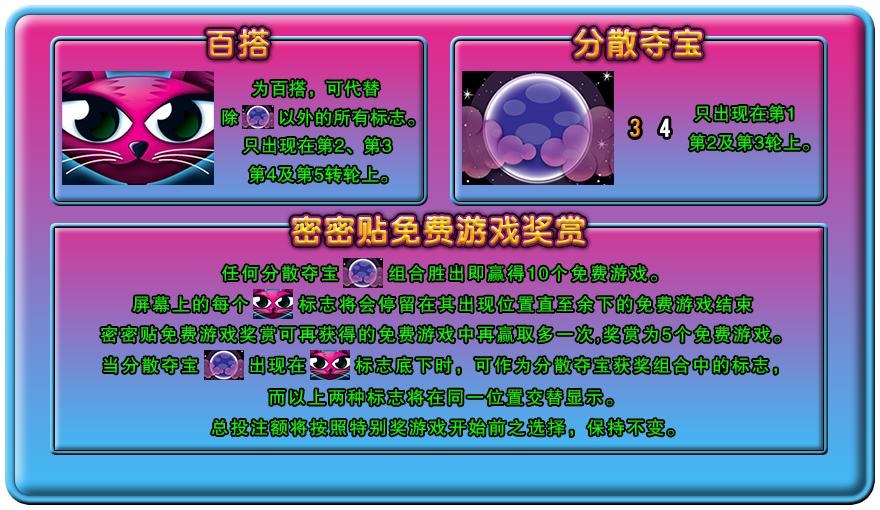 百搭
为百搭，可代替
除 以外的所有标志。
只出现在第2、第3
第4及第5转轮上。
分散夺宝
3 4
只出现在第1
第2及第3轮上。
密密贴免费游戏奖赏
任何分散夺宝 组合胜出即赢得10个免费游戏。
屏幕上的每个 标志将会停留在其出现位置直至余下的免费游戏结束
密密贴免费游戏奖赏可再获得的免费游戏中再赢取多一次,奖赏为5个免费游戏。
当分散夺宝 出现在 标志底下时，可作为分散夺宝获奖组合中的标志，
而以上两种标志将在同一位置交替显示。
总投注额将按照特别奖游戏开始前之选择，保持不变。